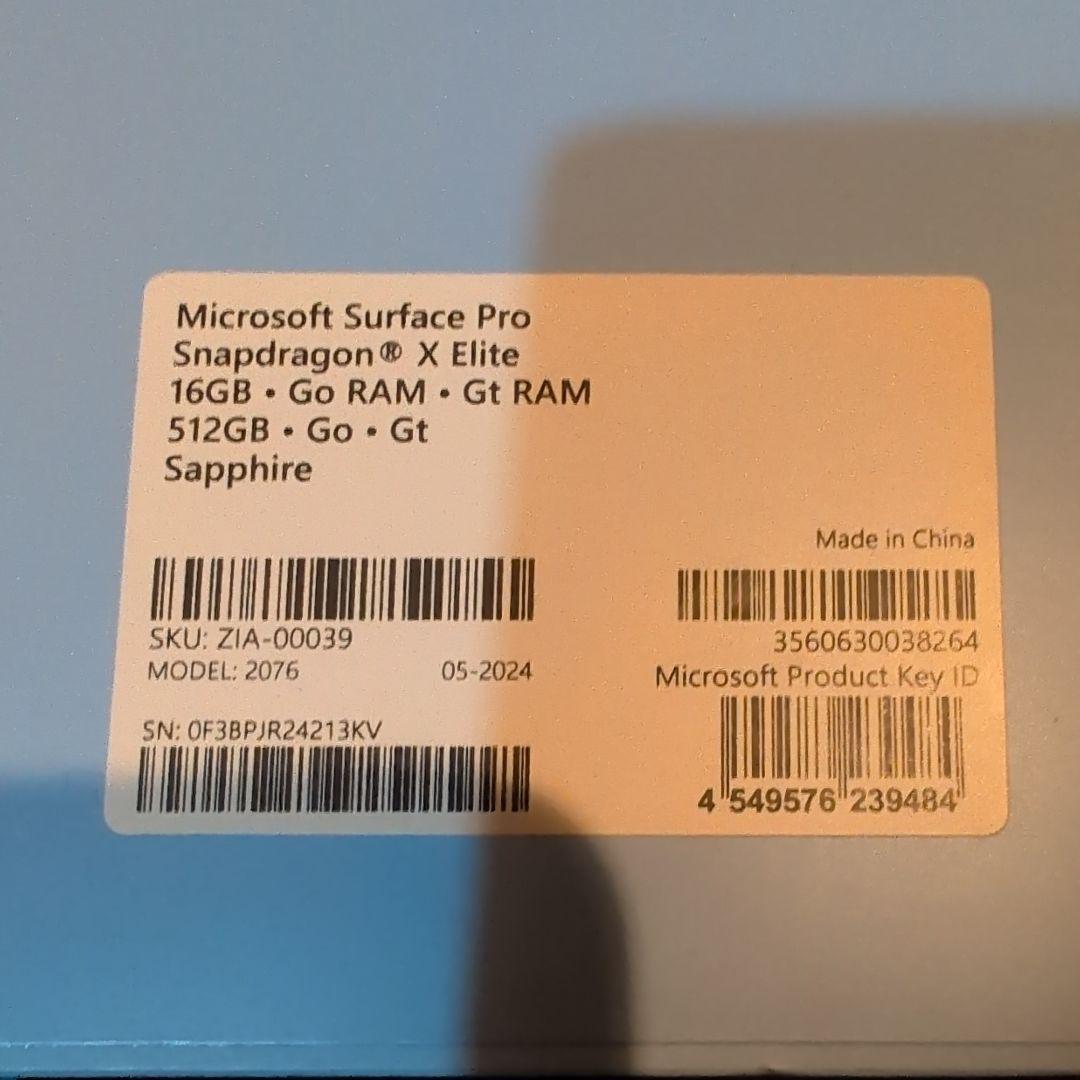 Microsoft Surface Pro
Snapdragon® X Elite
16GB • Go RAM • Gt RAM
512GB • Go • Gt
Sapphire
Made in China
SKU: ZIA-00039
MODEL: 2076 05-2024
SN: 0F3BPJR24213KV
3560630038264
Microsoft Product Key ID
4 549576 239484